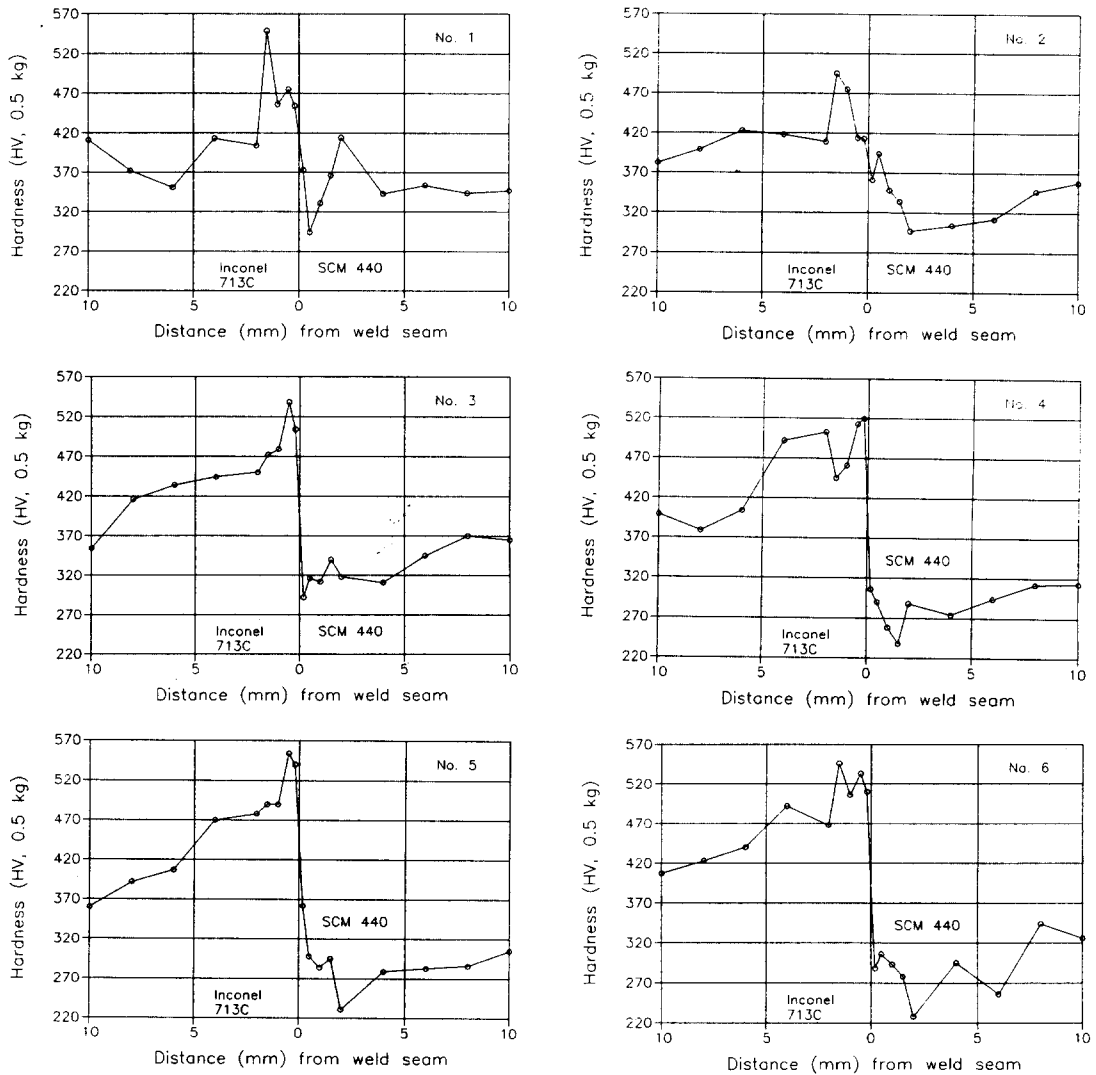 570
520
470
420
370
320
270
220
Hardness (HV, 0.5 kg)
No. 1
Inconel
713C
SCM 440
10
5
0
5
10
Distance (mm) from weld seam
570
520
470
420
370
320
270
220
Hardness (HV, 0.5 kg)
No. 2
Inconel
713C
SCM 440
10
5
0
5
10
Distance (mm) from weld seam
570
520
470
420
370
320
270
220
Hardness (HV, 0.5 kg)
No. 3
Inconel
713C
SCM 440
10
5
0
5
10
Distance (mm) from weld seam
570
520
470
420
370
320
270
220
Hardness (HV, 0.5 kg)
No. 4
SCM 440
Inconel
713C
10
5
0
5
10
Distance (mm) from weld seam
570
520
470
420
370
320
270
220
Hardness (HV, 0.5 kg)
No. 5
SCM 440
Inconel
713C
10
5
0
5
10
Distance (mm) from weld seam
570
520
470
420
370
320
270
220
Hardness (HV, 0.5 kg)
No. 6
SCM 440
Inconel
713C
10
5
0
5
10
Distance (mm) from weld seam